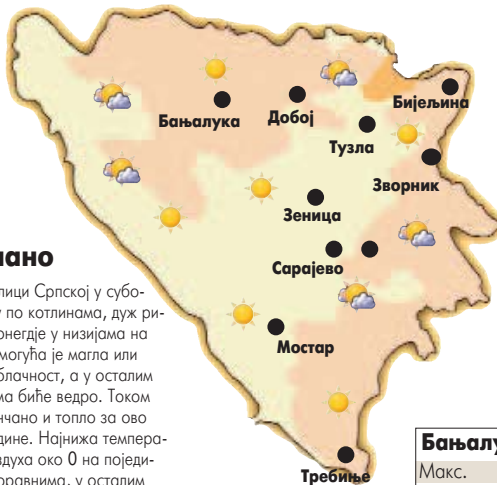 Бањалука
Добој
Бијељина
Тузла
Зворник
Зеница
Сарајево
Мостар
Требиње
чано
лици Српској у субо-
у по котлинама, дуж ри-
онегдје у низијама на
могућа је магла или
блачност, а у осталим
ма биће ведро. Током
нчано и топло за ово
дине. Најнижа темпера-
здуха око 0 на поједи-
оравнима, у осталим
Бањалу
Макс.